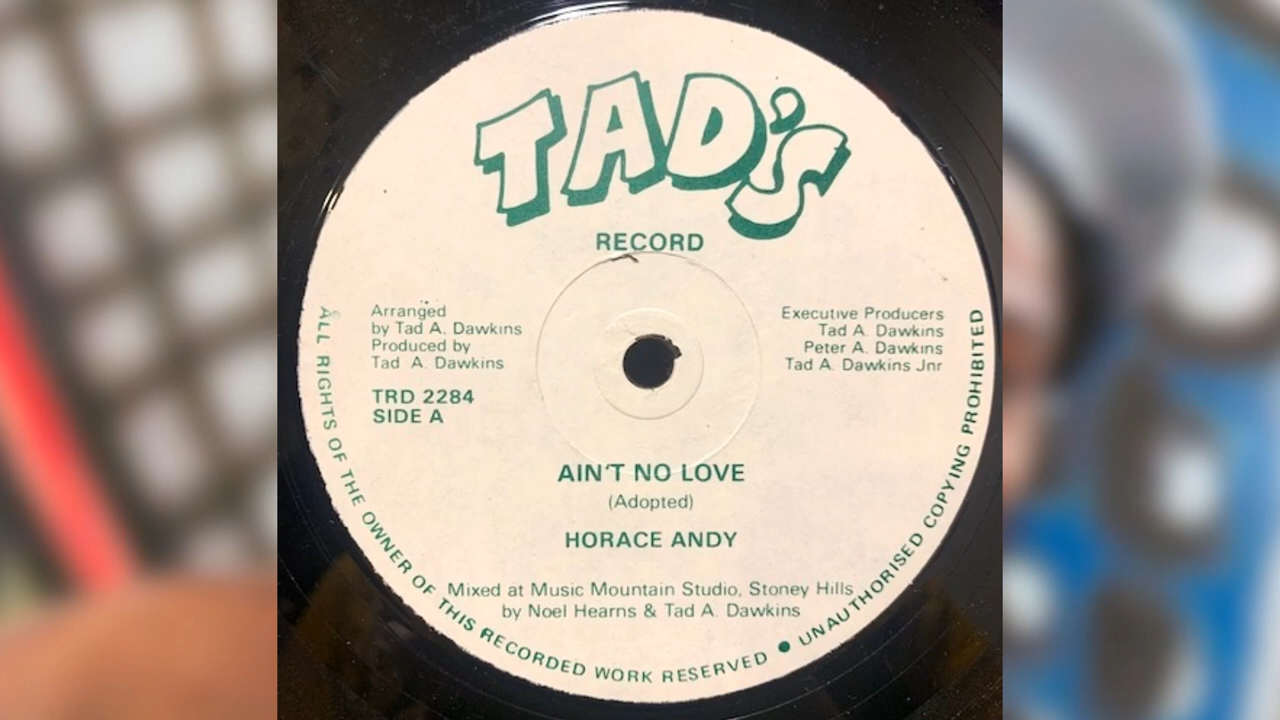 TAD'S
RECORD
Arranged
by Tad A. Dawkins
Produced by
Tad A. Dawkins
TRD 2284
SIDE A
Executive Producers
Tad A. Dawkins
Peter A. Dawkins
Tad A. Dawkins Jnr
AIN'T NO LOVE
(Adopted)
HORACE ANDY
Mixed at Music Mountain Studio, Stoney Hills
by Noel Hearns & Tad A. Dawkins
ALL RIGHTS OF THE OWNER OF THIS RECORDED WORK RESERVED ● UNAUTHORISED COPYING PROHIBITED